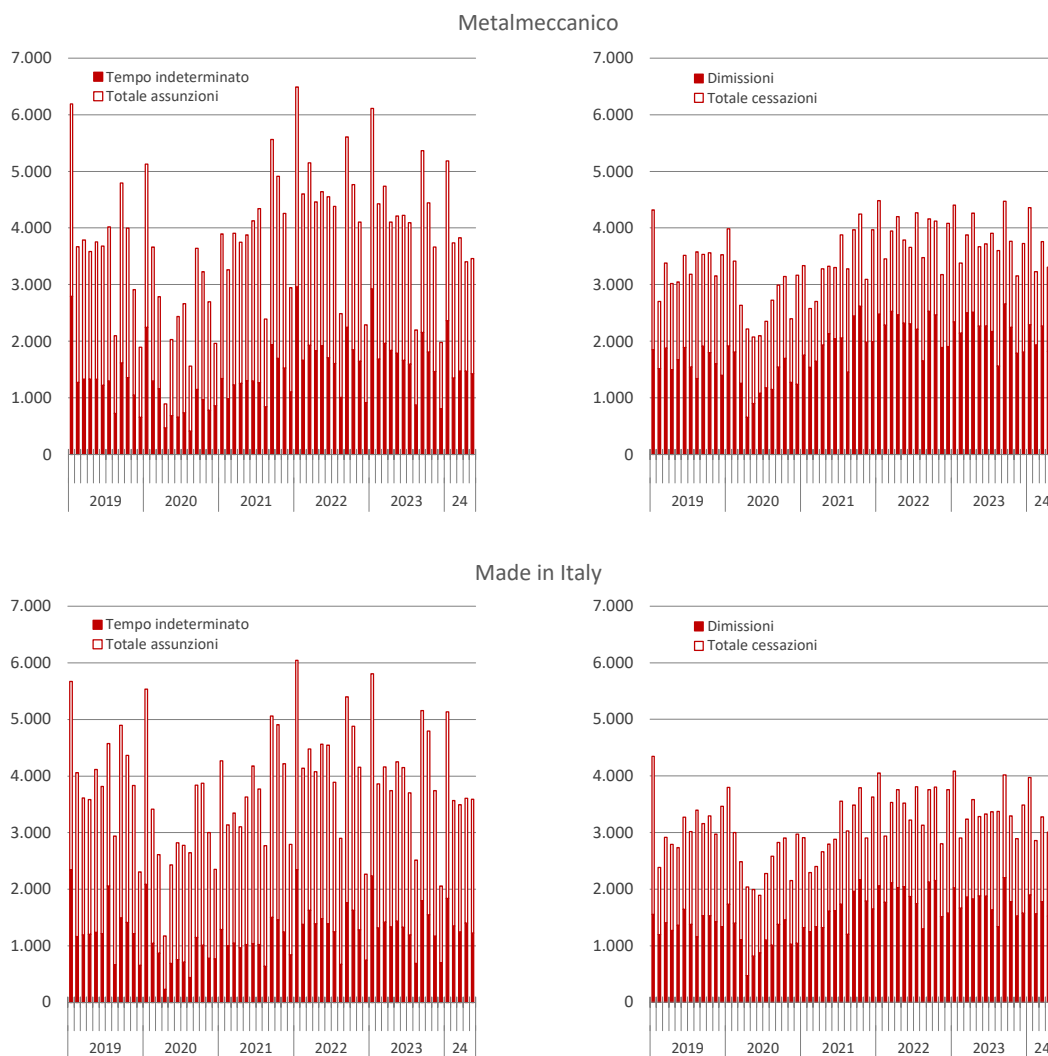 Metalmeccanico
7.000
6.000
5.000
4.000
3.000
2.000
1.000
0
Tempo indeterminato
Totale assunzioni
2019 2020 2021 2022 2023 24
7.000
6.000
5.000
4.000
3.000
2.000
1.000
0
Dimissioni
Totale cessazioni
2019 2020 2021 2022 2023 24
Made in Italy
7.000
6.000
5.000
4.000
3.000
2.000
1.000
0
Tempo indeterminato
Totale assunzioni
2019 2020 2021 2022 2023 24
7.000
6.000
5.000
4.000
3.000
2.000
1.000
0
Dimissioni
Totale cessazioni
2019 2020 2021 2022 2023 24